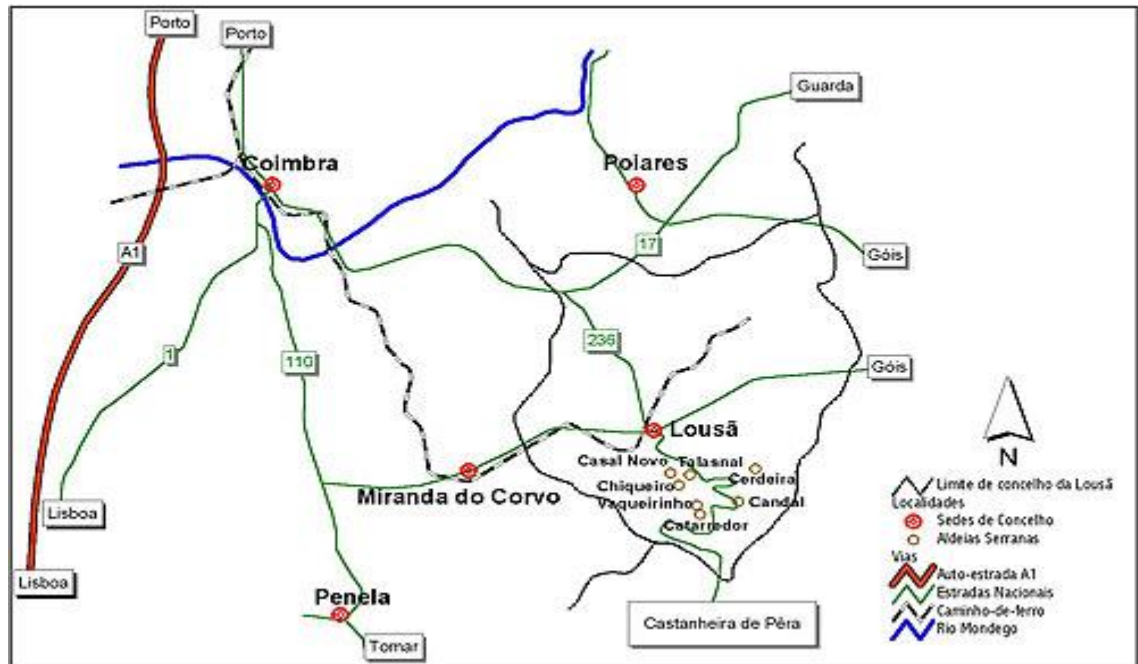 Porto
Porto
Guarda
Coimbra
Poiares
A1
17
Góis
1
110
236
Góis
Lousã
Casal Novo
Talasnal
Cerdeira
Chiqueiro
Vaqueirinho
Candal
Catarredor
Miranda do Corvo
Lisboa
Lisboa
Penela
Tomar
Castanheira de Pêra
N
Limite de concelho da Lousã
Localidades
Sedes de Concelho
Aldeias Serranas
Vias
Auto-estrada A1
Estradas Nacionais
Caminho-de-ferro
Rio Mondego